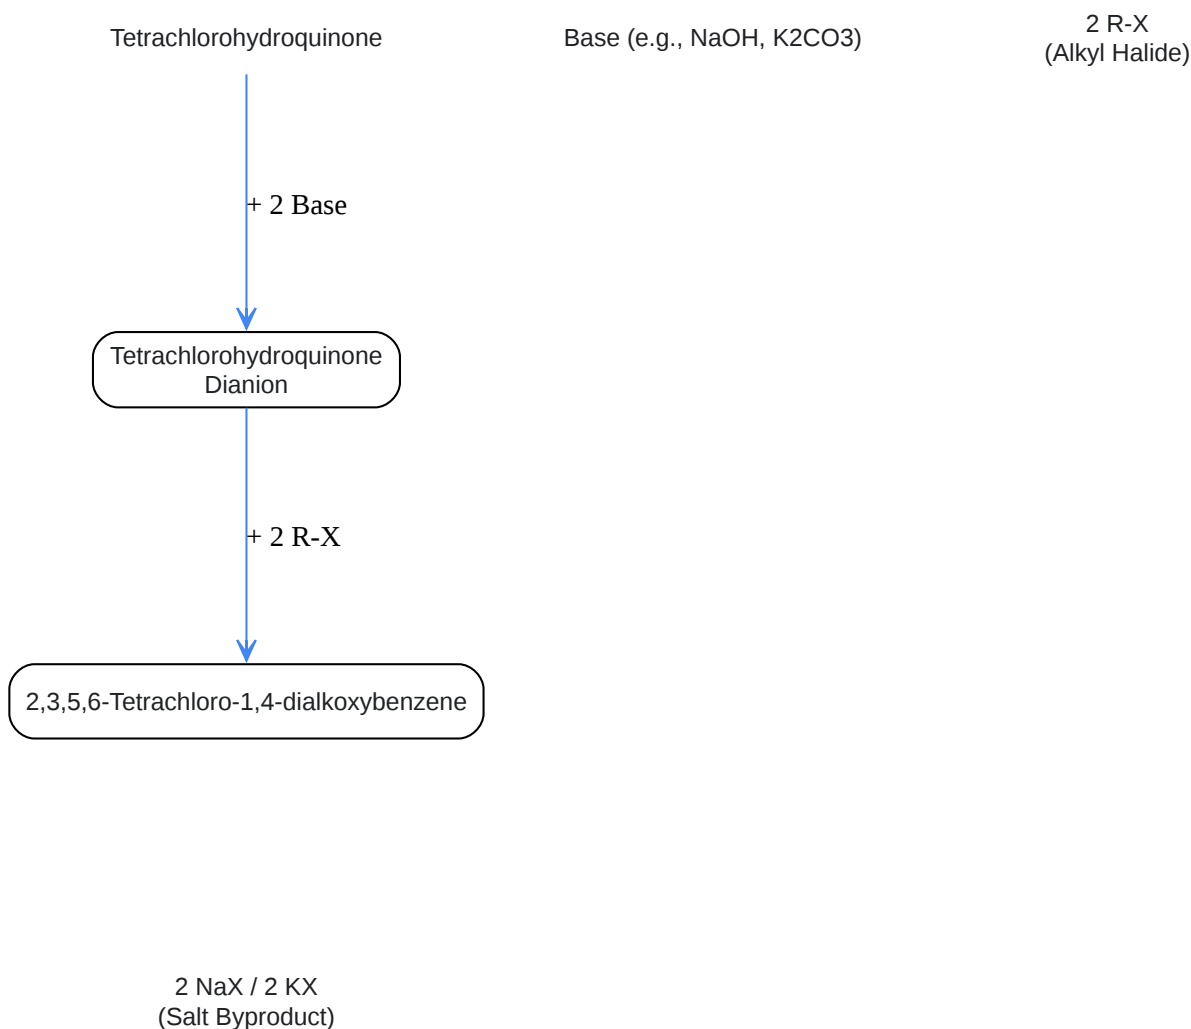 Tetrachlorohydroquinone
Base (e.g., NaOH, K2CO3)
2 R-X
(Alkyl Halide)
+ 2 Base
Tetrachlorohydroquinone
Dianion
+ 2 R-X
2,3,5,6-Tetrachloro-1,4-dialkoxybenzene
2 NaX / 2 KX
(Salt Byproduct)